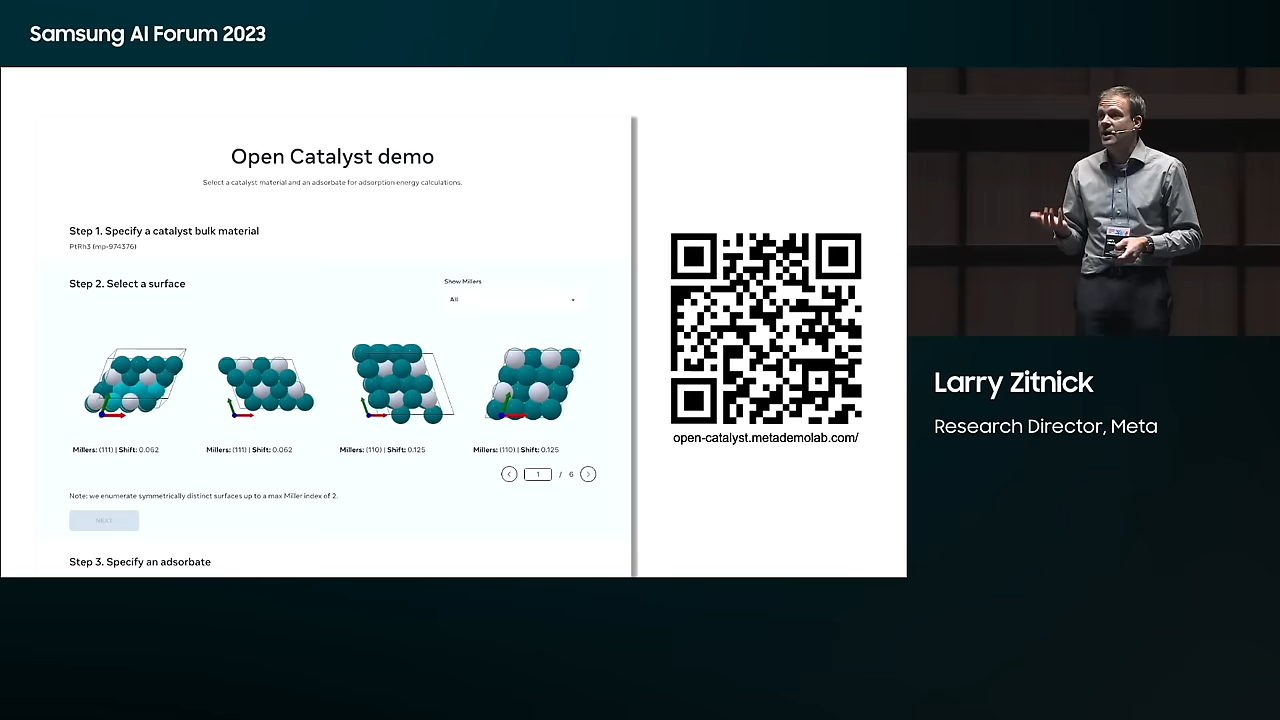 Samsung AI Forum 2023
Open Catalyst demo
Select a catalyst material and an adsorbate for adsorption energy calculations.
Step 1. Specify a catalyst bulk material
PtRh3 (mp-974376)
Step 2. Select a surface
Show Millers
All
Millers: (111) | Shift: 0.062
Millers: (111) | Shift: 0.062
Millers: (110) | Shift: 0.125
Millers: (110) | Shift: 0.125
1 / 6
Note: we enumerate symmetrically distinct surfaces up to a max Miller index of 2.
NEXT
Step 3. Specify an adsorbate
open-catalyst.metademolab.com/
Larry Zitnick
Research Director, Meta